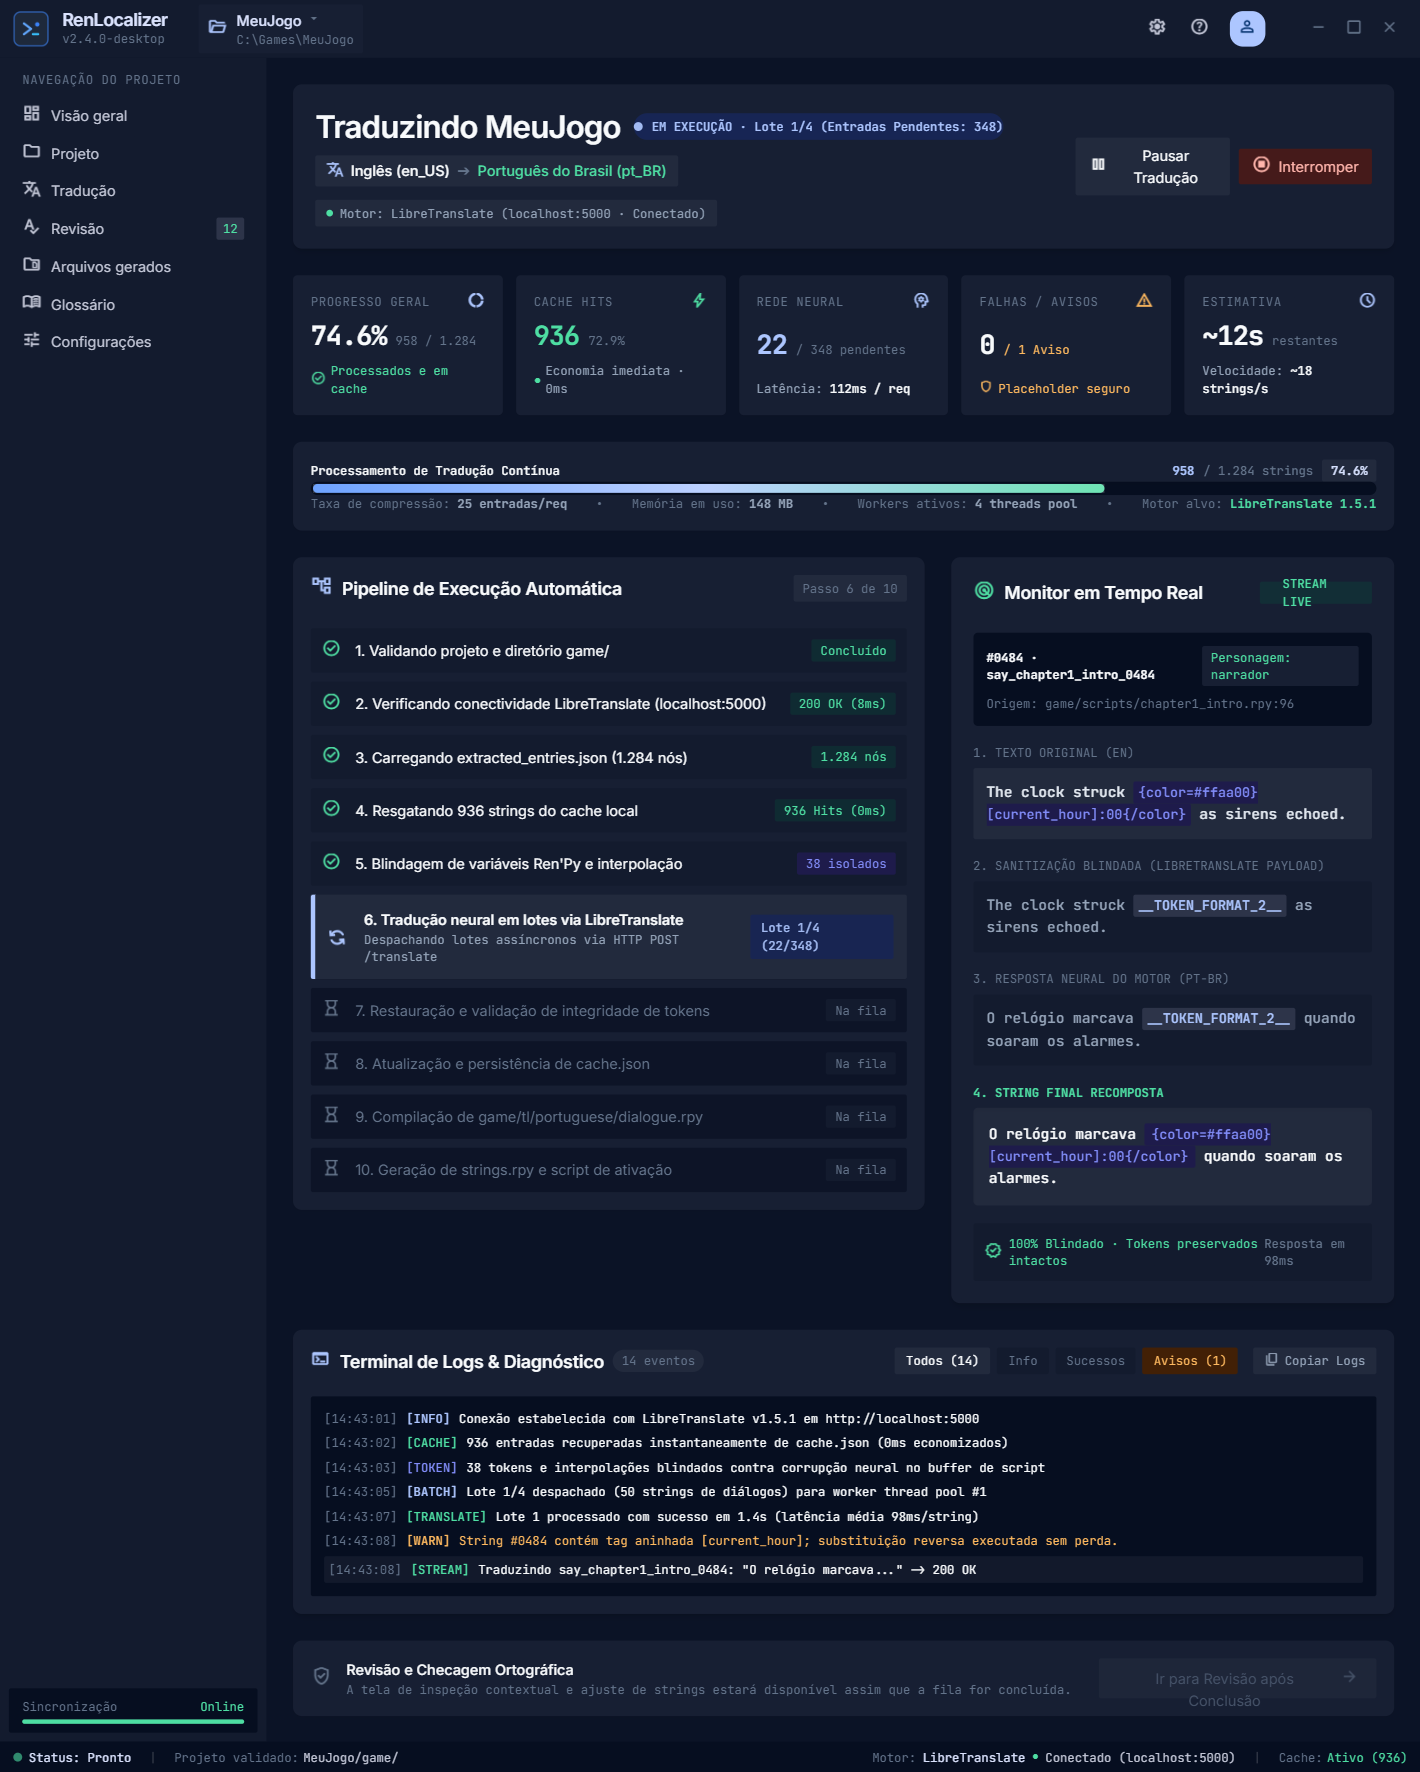 RenLocalizer
v2.4.0-desktop
MeuJogo
C:\Games\MeuJogo
NAVEGAÇÃO DO PROJETO
Visão geral
Projeto
Tradução
Revisão 12
Arquivos gerados
Glossário
Configurações
Sincronização Online
Traduzindo MeuJogo
EM EXECUÇÃO · Lote 1/4 (Entradas Pendentes: 348)
Inglês (en_US) → Português do Brasil (pt_BR)
Motor: LibreTranslate (localhost:5000 · Conectado)
Pausar
Tradução
Interromper
PROGRESSO GERAL
74.6% 958 / 1.284
Processados e em
cache
CACHE HITS
936 72.9%
Economia imediata ·
0ms
REDE NEURAL
22 / 348 pendentes
Latência: 112ms / req
FALHAS / AVISOS
0 / 1 Aviso
Placeholder seguro
ESTIMATIVA
~12s restantes
Velocidade: ~18
strings/s
Processamento de Tradução Contínua
958 / 1.284 strings 74.6%
Taxa de compressão: 25 entradas/req • Memória em uso: 148 MB • Workers ativos: 4 threads pool • Motor alvo: LibreTranslate 1.5.1
Pipeline de Execução Automática
Passo 6 de 10
1. Validando projeto e diretório game/ Concluído
2. Verificando conectividade LibreTranslate (localhost:5000) 200 OK (8ms)
3. Carregando extracted_entries.json (1.284 nós) 1.284 nós
4. Resgatando 936 strings do cache local 936 Hits (0ms)
5. Blindagem de variáveis Ren'Py e interpolação 38 isolados
6. Tradução neural em lotes via LibreTranslate
Despachando lotes assíncronos via HTTP POST
/translate
Lote 1/4
(22/348)
7. Restauração e validação de integridade de tokens Na fila
8. Atualização e persistência de cache.json Na fila
9. Compilação de game/tl/portuguese/dialogue.rpy Na fila
10. Geração de strings.rpy e script de ativação Na fila
Monitor em Tempo Real
STREAM
LIVE
#0484 ·
say_chapter1_intro_0484
Personagem:
narrador
Origem: game/scripts/chapter1_intro.rpy:96
1. TEXTO ORIGINAL (EN)
The clock struck {color=#ffaa00}
[current_hour]:00{/color} as sirens echoed.
2. SANITIZAÇÃO BLINDADA (LIBRETRANSLATE PAYLOAD)
The clock struck __TOKEN_FORMAT_2__ as
sirens echoed.
3. RESPOSTA NEURAL DO MOTOR (PT-BR)
O relógio marcava __TOKEN_FORMAT_2__ quando
soaram os alarmes.
4. STRING FINAL RECOMPOSTA
O relógio marcava {color=#ffaa00}
[current_hour]:00{/color} quando soaram os
alarmes.
100% Blindado · Tokens preservados
intactos
Resposta em
98ms
Terminal de Logs & Diagnóstico 14 eventos
Todos (14) Info Sucessos Avisos (1) Copiar Logs
[14:43:01] [INFO] Conexão estabelecida com LibreTranslate v1.5.1 em http://localhost:5000
[14:43:02] [CACHE] 936 entradas recuperadas instantaneamente de cache.json (0ms economizados)
[14:43:03] [TOKEN] 38 tokens e interpolações blindados contra corrupção neural no buffer de script
[14:43:05] [BATCH] Lote 1/4 despachado (50 strings de diálogos) para worker thread pool #1
[14:43:07] [TRANSLATE] Lote 1 processado com sucesso em 1.4s (latência média 98ms/string)
[14:43:08] [WARN] String #0484 contém tag aninhada [current_hour]; substituição reversa executada sem perda.
[14:43:08] [STREAM] Traduzindo say_chapter1_intro_0484: "O relógio marcava..." → 200 OK
Revisão e Checagem Ortográfica
A tela de inspeção contextual e ajuste de strings estará disponível assim que a fila for concluída.
Ir para Revisão após
Conclusão →
Status: Pronto | Projeto validado: MeuJogo/game/
Motor: LibreTranslate • Conectado (localhost:5000) | Cache: Ativo (936)